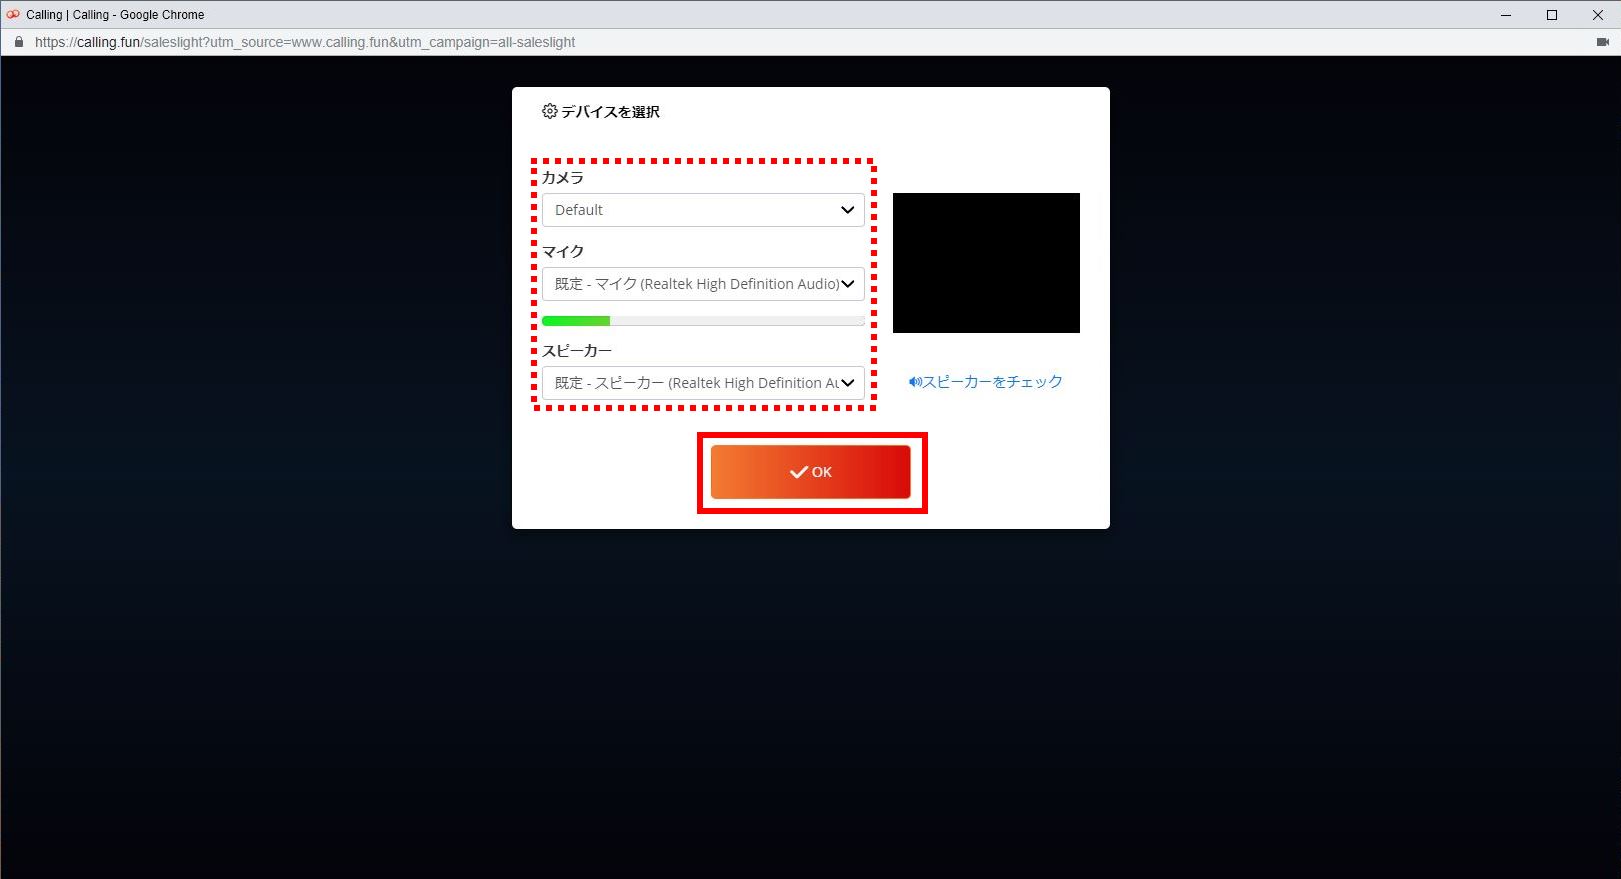 Calling | Calling - Google Chrome
https://calling.fun/saleslight?utm_source=www.calling.fun&utm_campaign=all-saleslight
デバイスを選択
カメラ
Default
マイク
既定 - マイク (Realtek High Definition Audio)
スピーカー
既定 - スピーカー (Realtek High Definition Au
スピーカーをチェック
OK